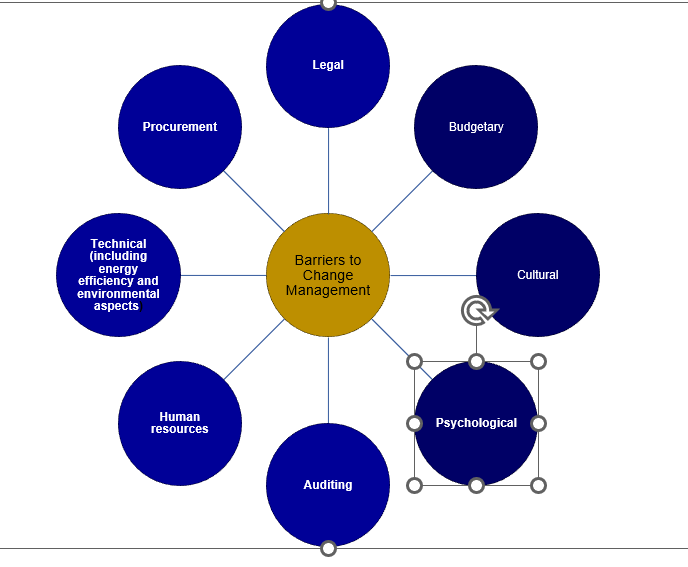 Legal
Procurement
Budgetary
Technical
(including
energy
efficiency and
environmental
aspects
Barriers to
Change
Management
Cultural
Human
resources
Psychological
Auditing